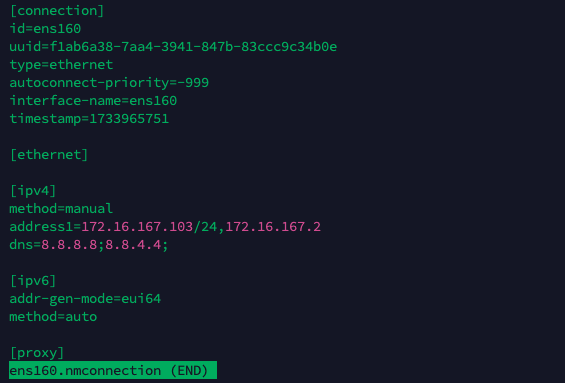 [connection]
id=ens160
uuid=f1ab6a38-7aa4-3941-847b-83ccc9c34b0e
type=ethernet
autoconnect-priority=-999
interface-name=ens160
timestamp=1733965751
[ethernet]
[ipv4]
method=manual
address1=172.16.167.103/24,172.16.167.2
dns=8.8.8.8;8.8.4.4;
[ipv6]
addr-gen-mode=eui64
method=auto
[proxy]
ens160.nmconnection (END)